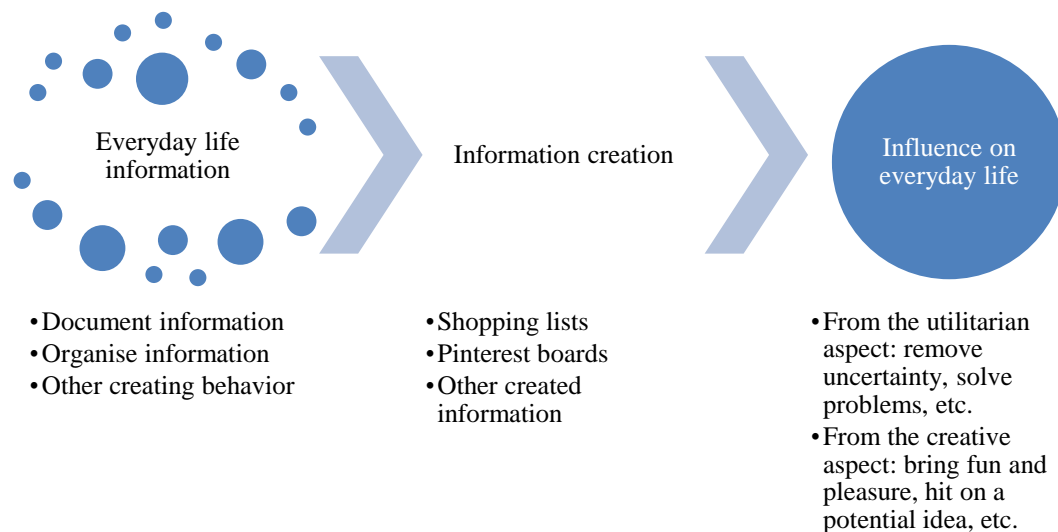 Everyday life
information
Information creation
Influence on
everyday life
•Document information
•Organise information
•Other creating behavior
•Shopping lists
•Pinterest boards
•Other created
information
•From the utilitarian
aspect: remove
uncertainty, solve
problems, etc.
•From the creative
aspect: bring fun and
pleasure, hit on a
potential idea, etc.